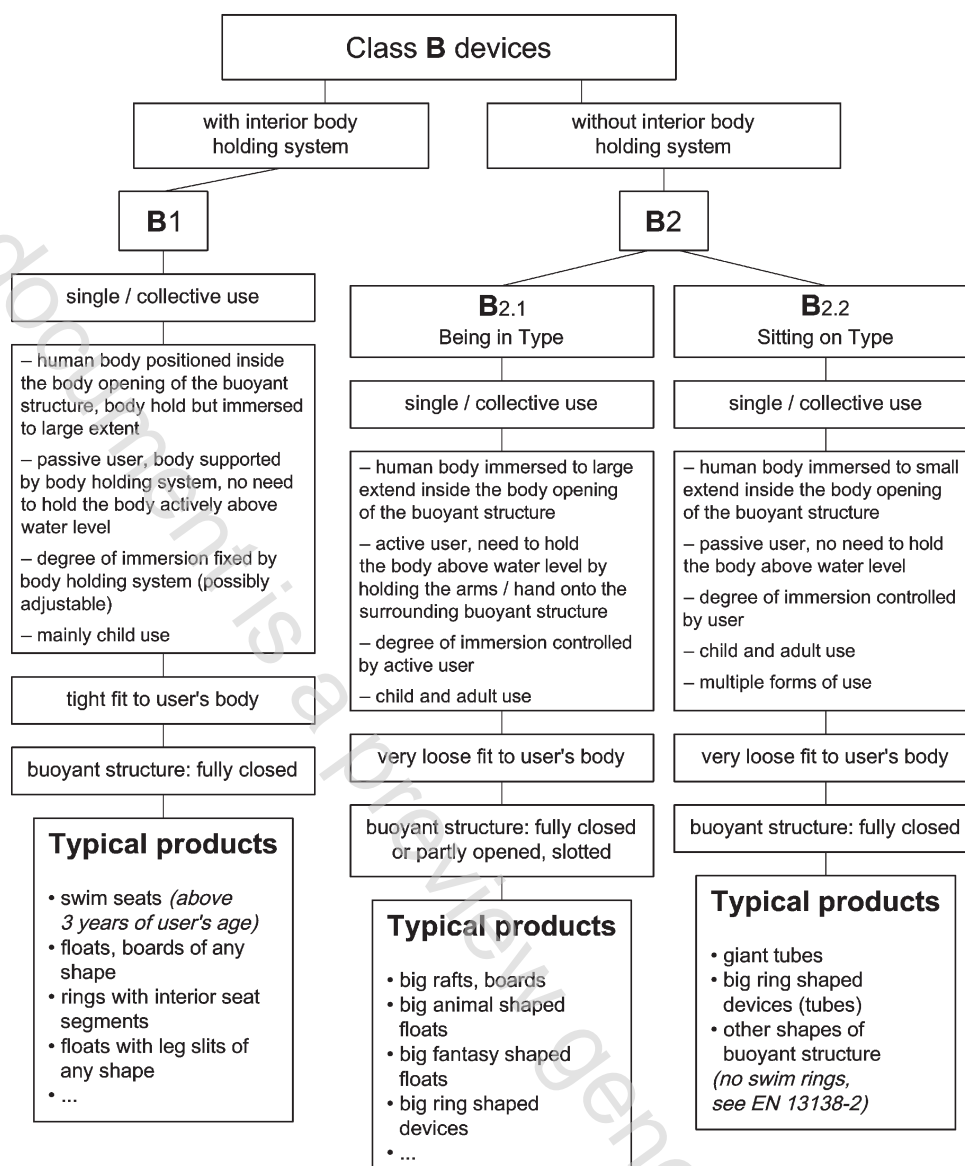 Class B devices
with interior body
holding system
without interior body
holding system
B1
B2
single / collective use
– human body positioned inside
the body opening of the buoyant
structure, body hold but immersed
to large extent
– passive user, body supported
by body holding system, no need
to hold the body actively above
water level
– degree of immersion fixed by
body holding system (possibly
adjustable)
– mainly child use
tight fit to user's body
buoyant structure: fully closed
Typical products
• swim seats (above
3 years of user's age)
• floats, boards of any
shape
• rings with interior seat
segments
• floats with leg slits of
any shape
• ...
B2.1
Being in Type
single / collective use
– human body immersed to large
extend inside the body opening
of the buoyant structure
– active user, need to hold
the body above water level by
holding the arms / hand onto the
surrounding buoyant structure
– degree of immersion controlled
by active user
– child and adult use
very loose fit to user's body
buoyant structure: fully closed
or partly opened, slotted
Typical products
• big rafts, boards
• big animal shaped
floats
• big fantasy shaped
floats
• big ring shaped
devices
• ...
B2.2
Sitting on Type
single / collective use
– human body immersed to small
extend inside the body opening
of the buoyant structure
– passive user, no need to hold
the body above water level
– degree of immersion controlled
by user
– child and adult use
– multiple forms of use
very loose fit to user's body
buoyant structure: fully closed
Typical products
• giant tubes
• big ring shaped
devices (tubes)
• other shapes of
buoyant structure
(no swim rings,
see EN 13138-2)
document is a preview gene